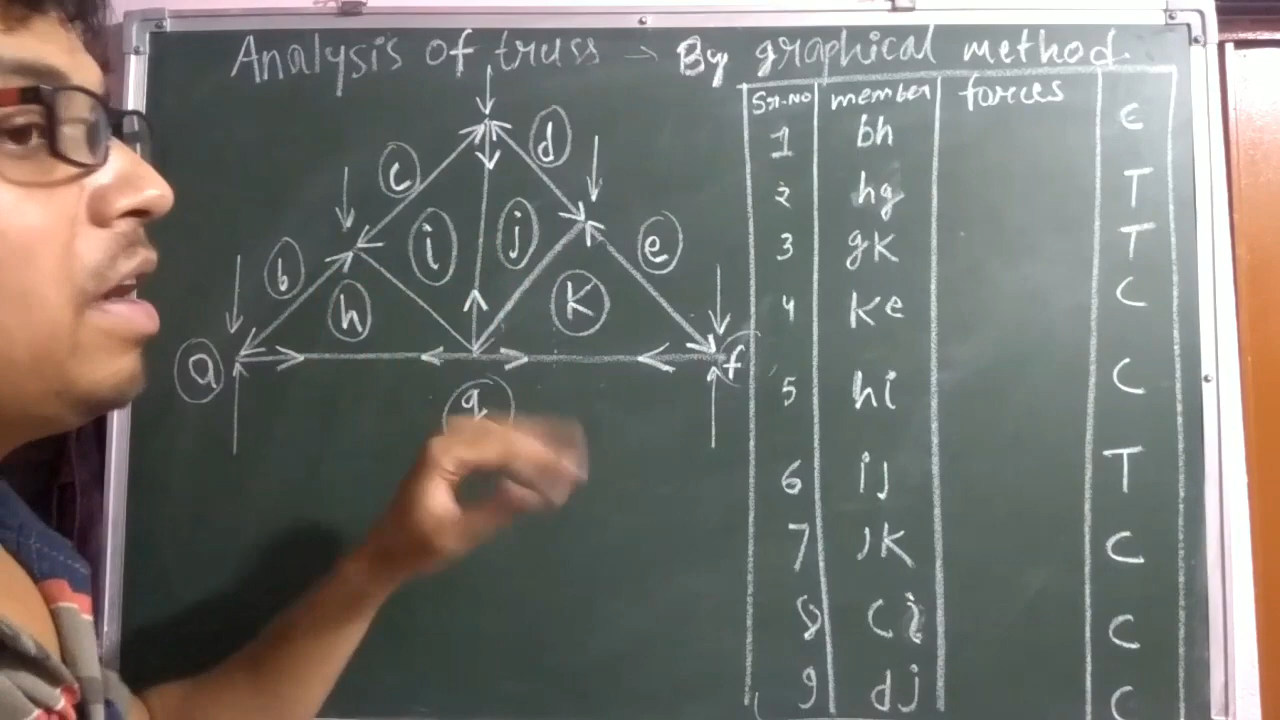 Analysis of truss → By graphical method
Sr.No member forces
1 bh C
2 hg T
3 gK T
4 Ke C
5 hi C
6 ij T
7 jK C
8 ci C
9 dj C
d
c
b i j e
h K
a f
g